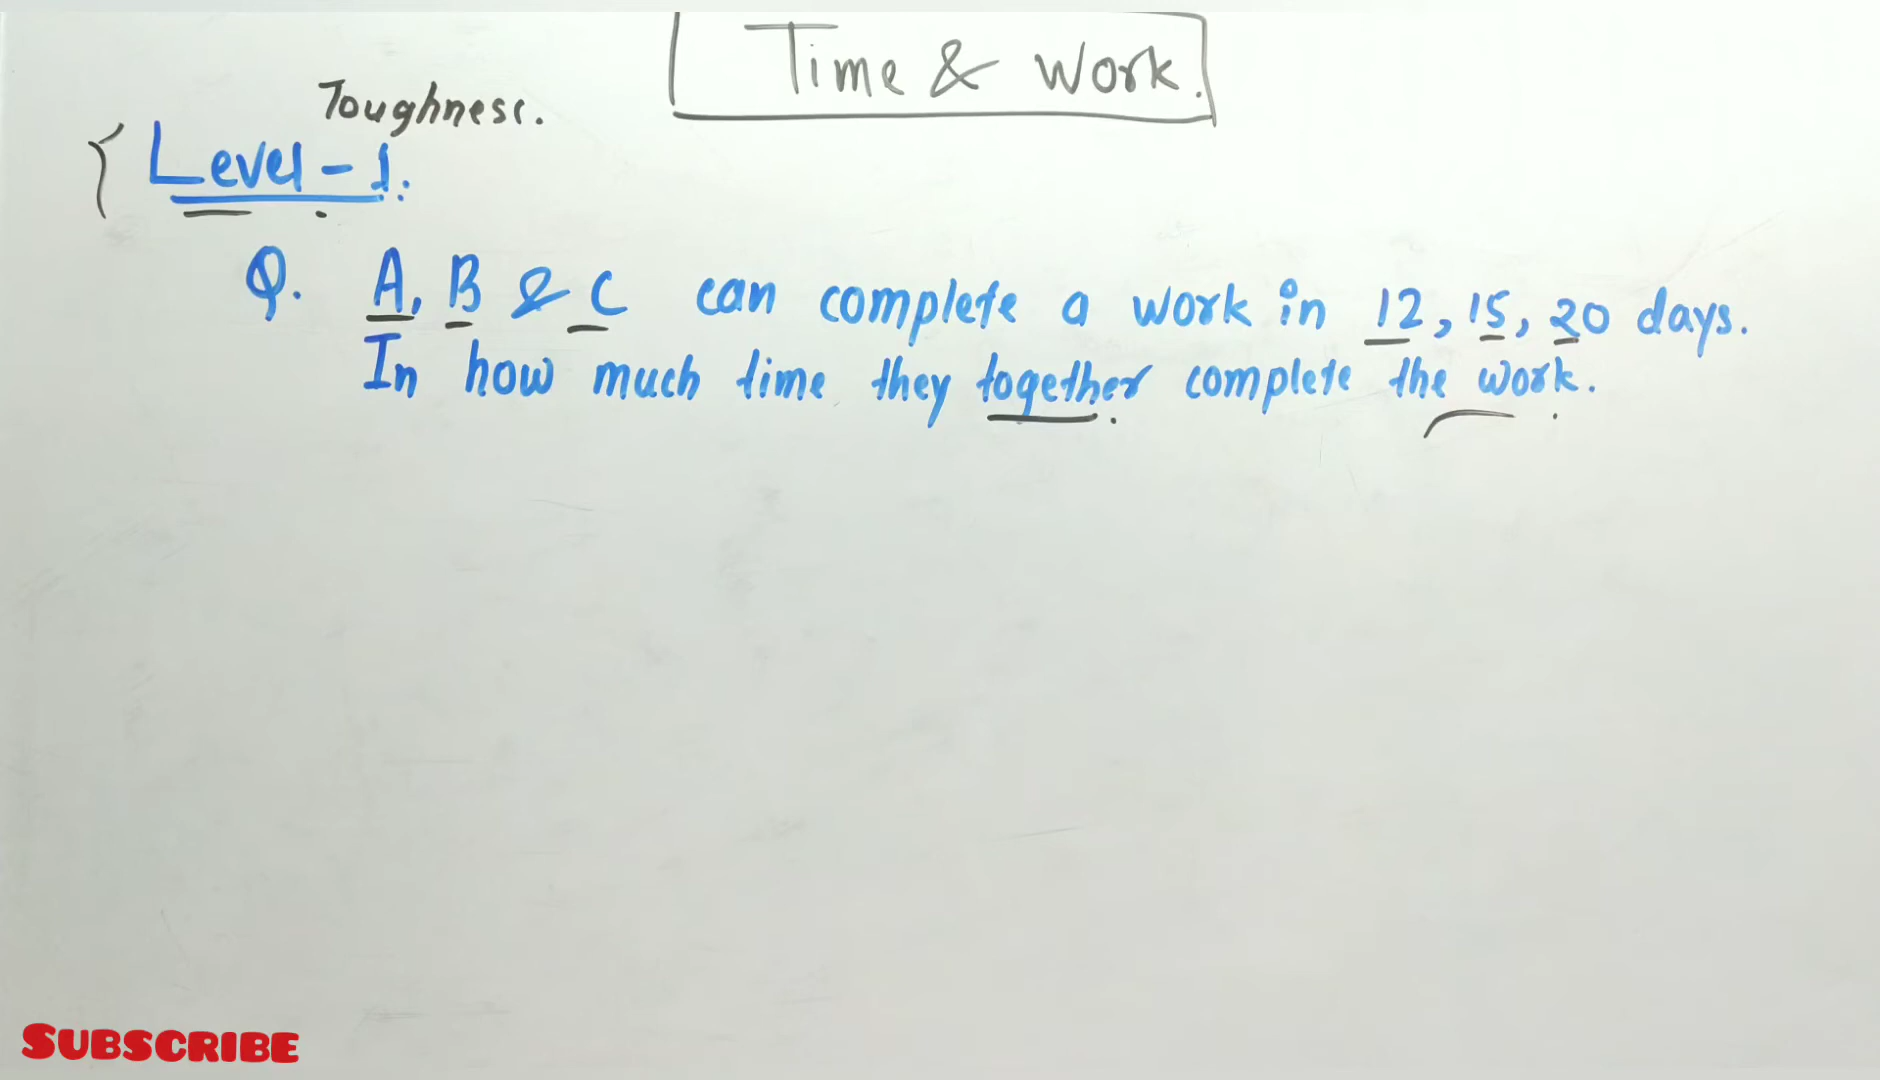 Time & Work.
Toughness.
Level - 1.
Q. A, B & C can complete a work in 12, 15, 20 days.
In how much time they together complete the work.
SUBSCRIBE